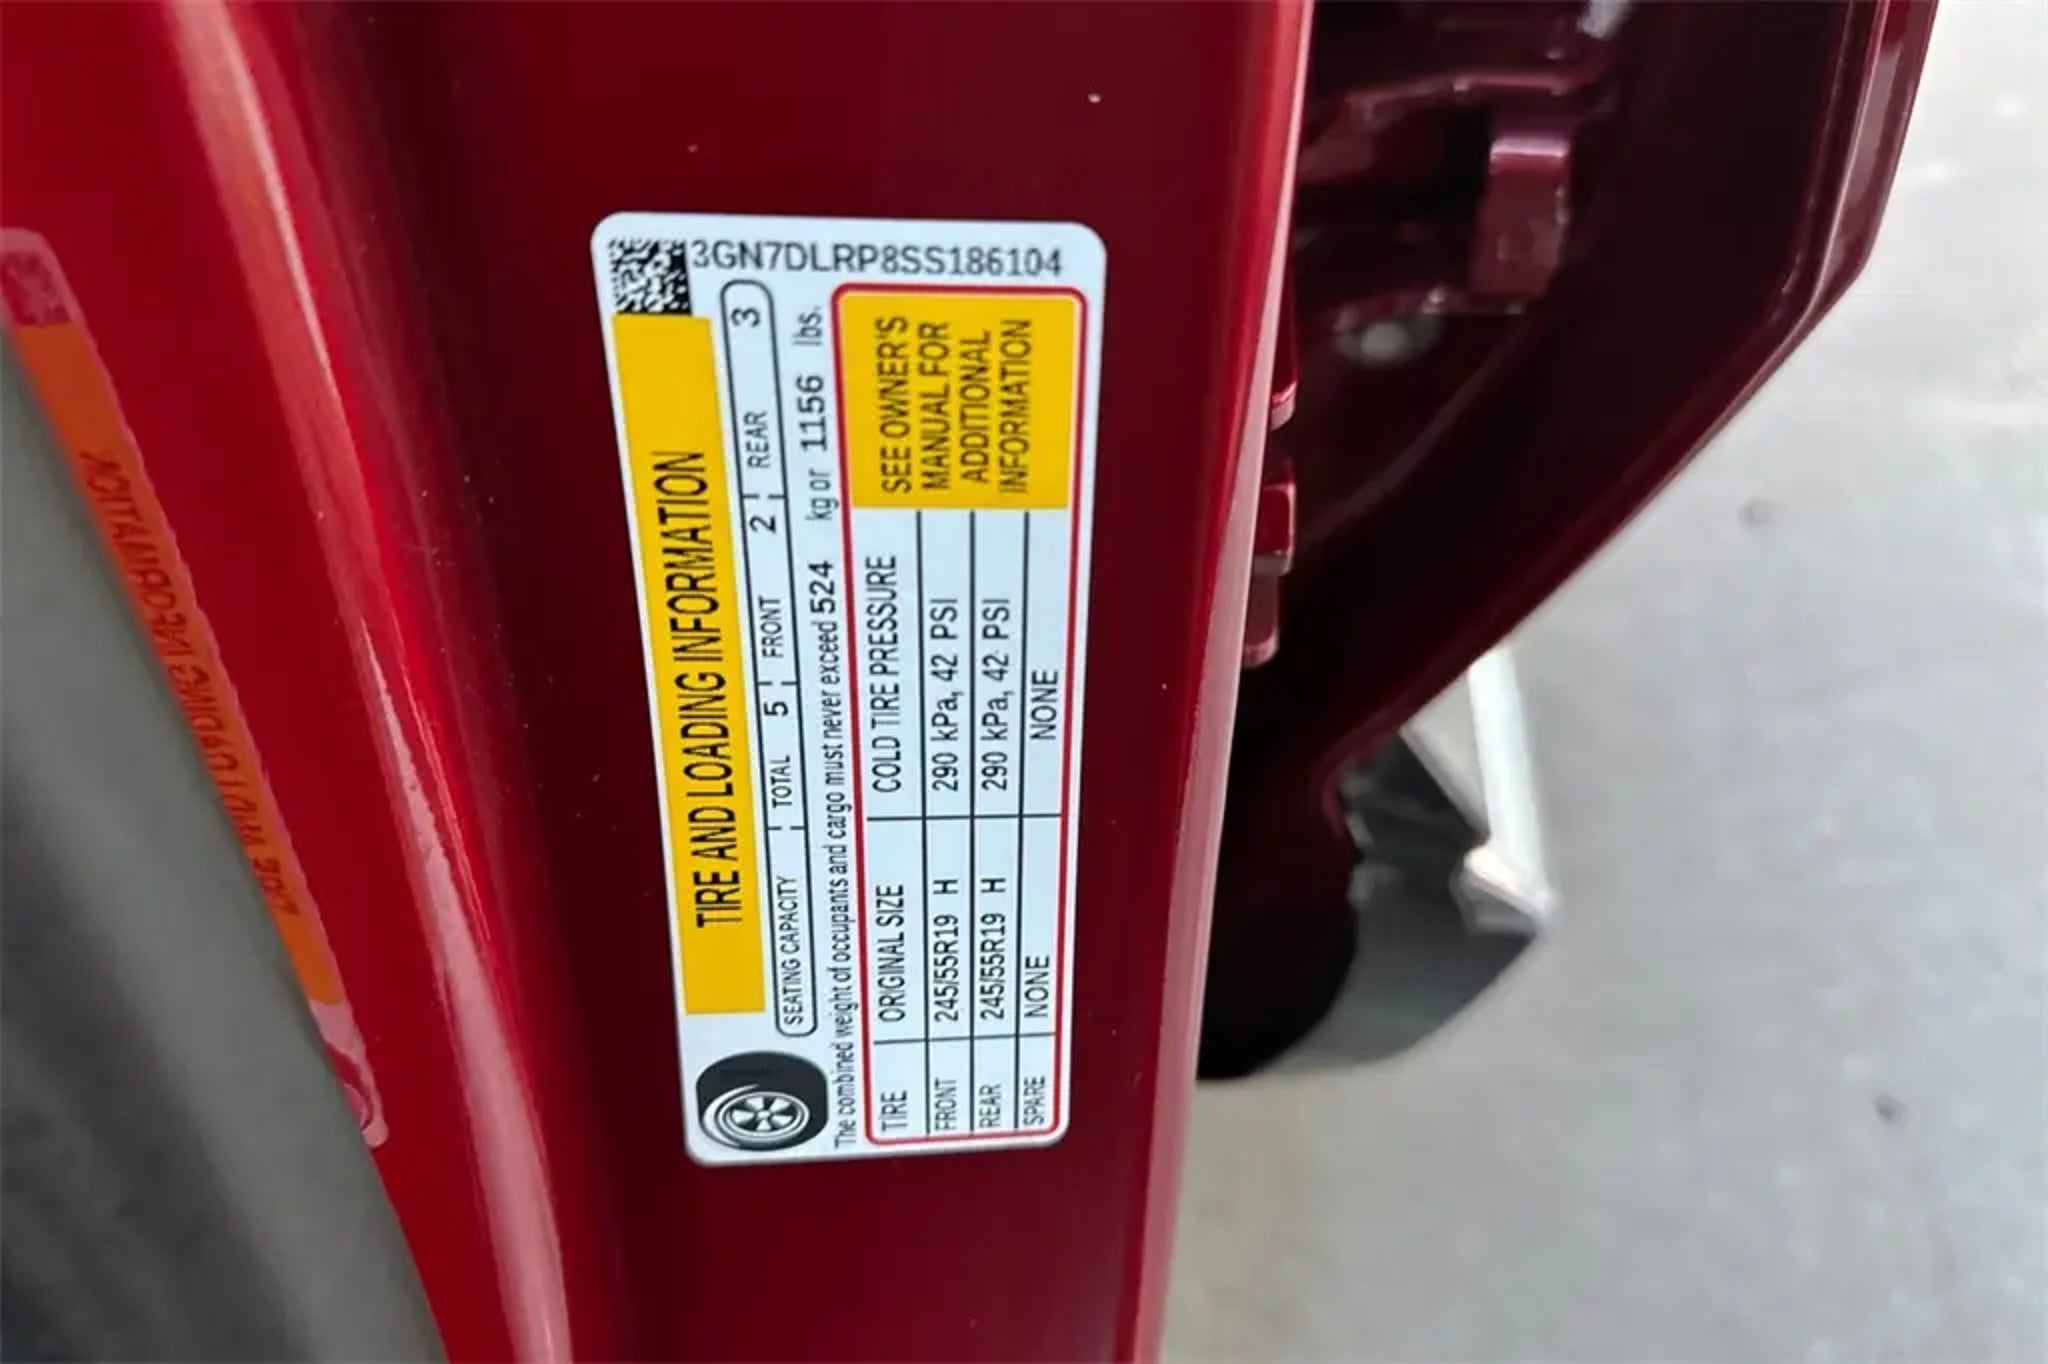 3GN7DLRP8SS186104
TIRE AND LOADING INFORMATION
SEATING CAPACITY TOTAL 5 FRONT 2 REAR 3
The combined weight of occupants and cargo must never exceed 524 kg or 1156 lbs.
TIRE ORIGINAL SIZE COLD TIRE PRESSURE
FRONT 245/55R19 H 290 kPa, 42 PSI
REAR 245/55R19 H 290 kPa, 42 PSI
SPARE NONE NONE
SEE OWNER'S
MANUAL FOR
ADDITIONAL
INFORMATION